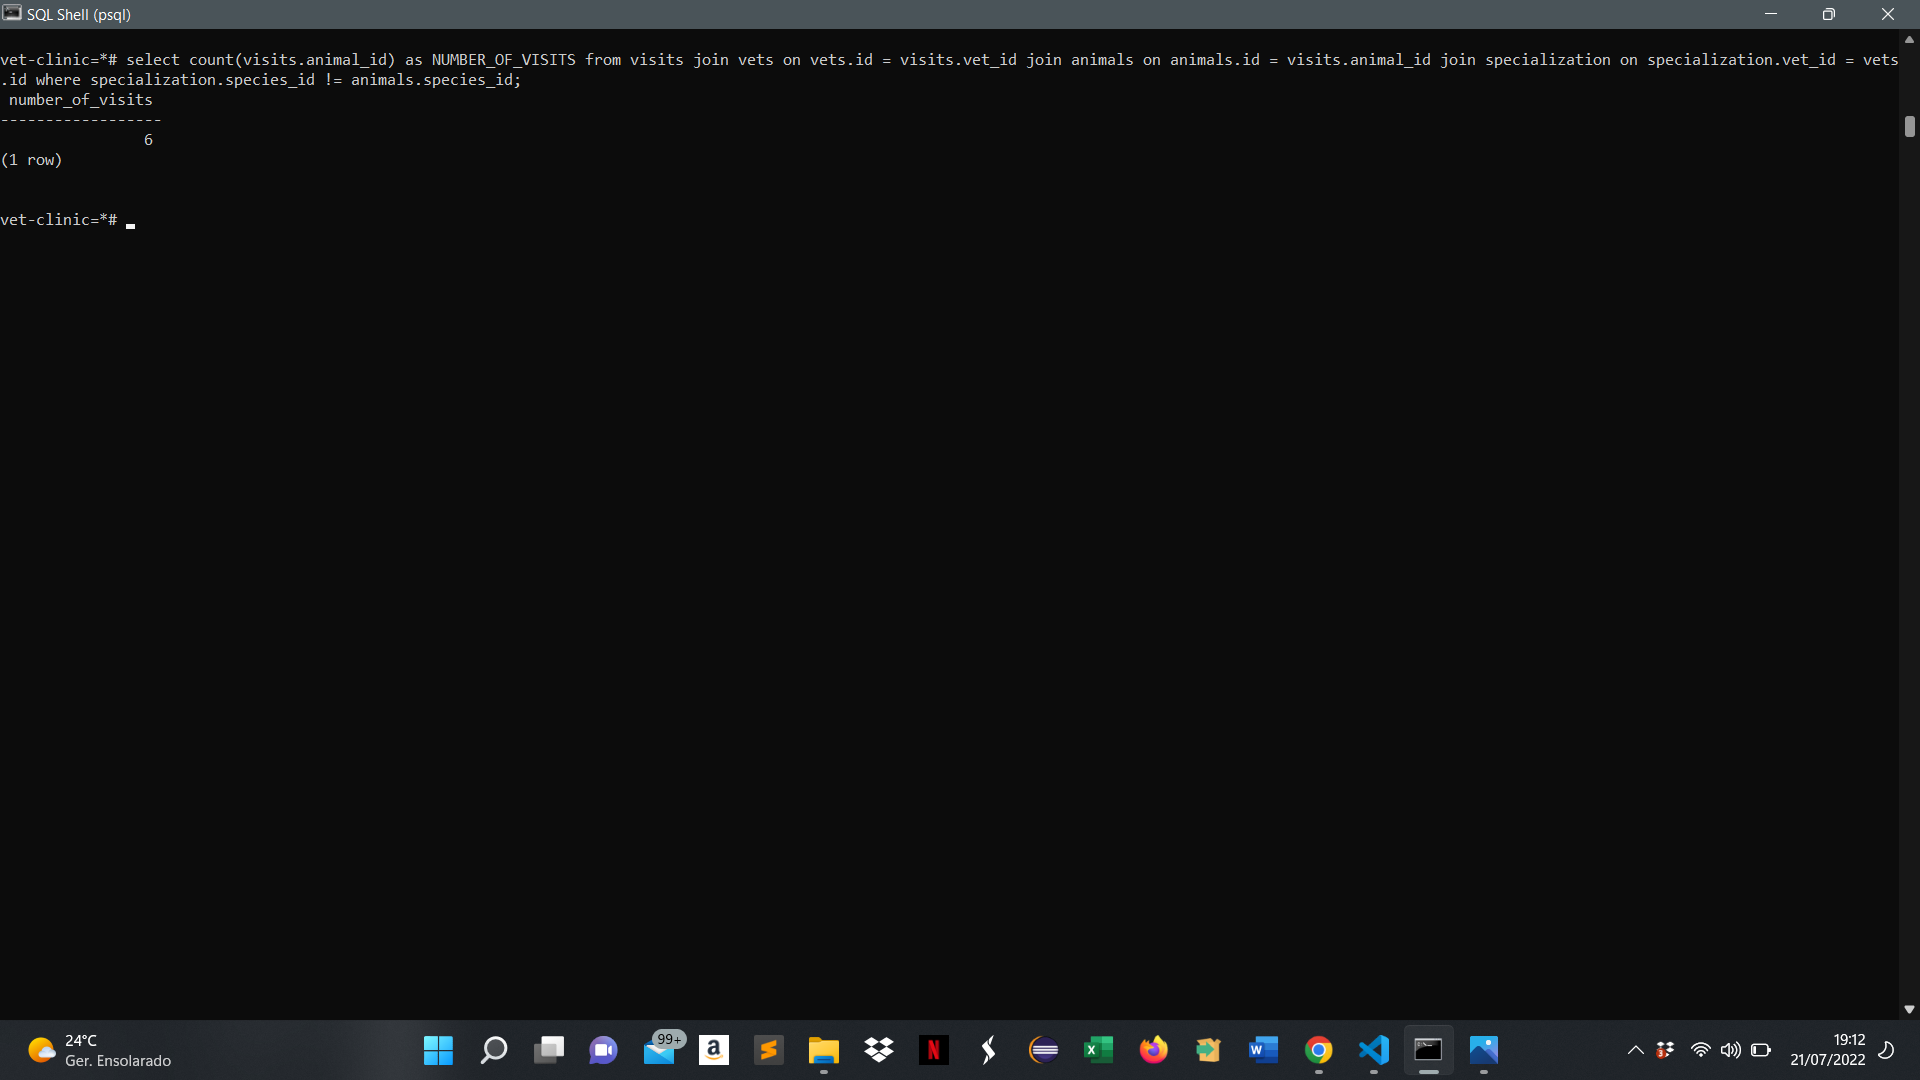 SQL Shell (psql)
vet-clinic=*# select count(visits.animal_id) as NUMBER_OF_VISITS from visits join vets on vets.id = visits.vet_id join animals on animals.id = visits.animal_id join specialization on specialization.vet_id = vets
.id where specialization.species_id != animals.species_id;
number_of_visits
------------------
6
(1 row)
vet-clinic=*#
24°C
Ger. Ensolarado
99+
a
N
X
W
3
19:12
21/07/2022